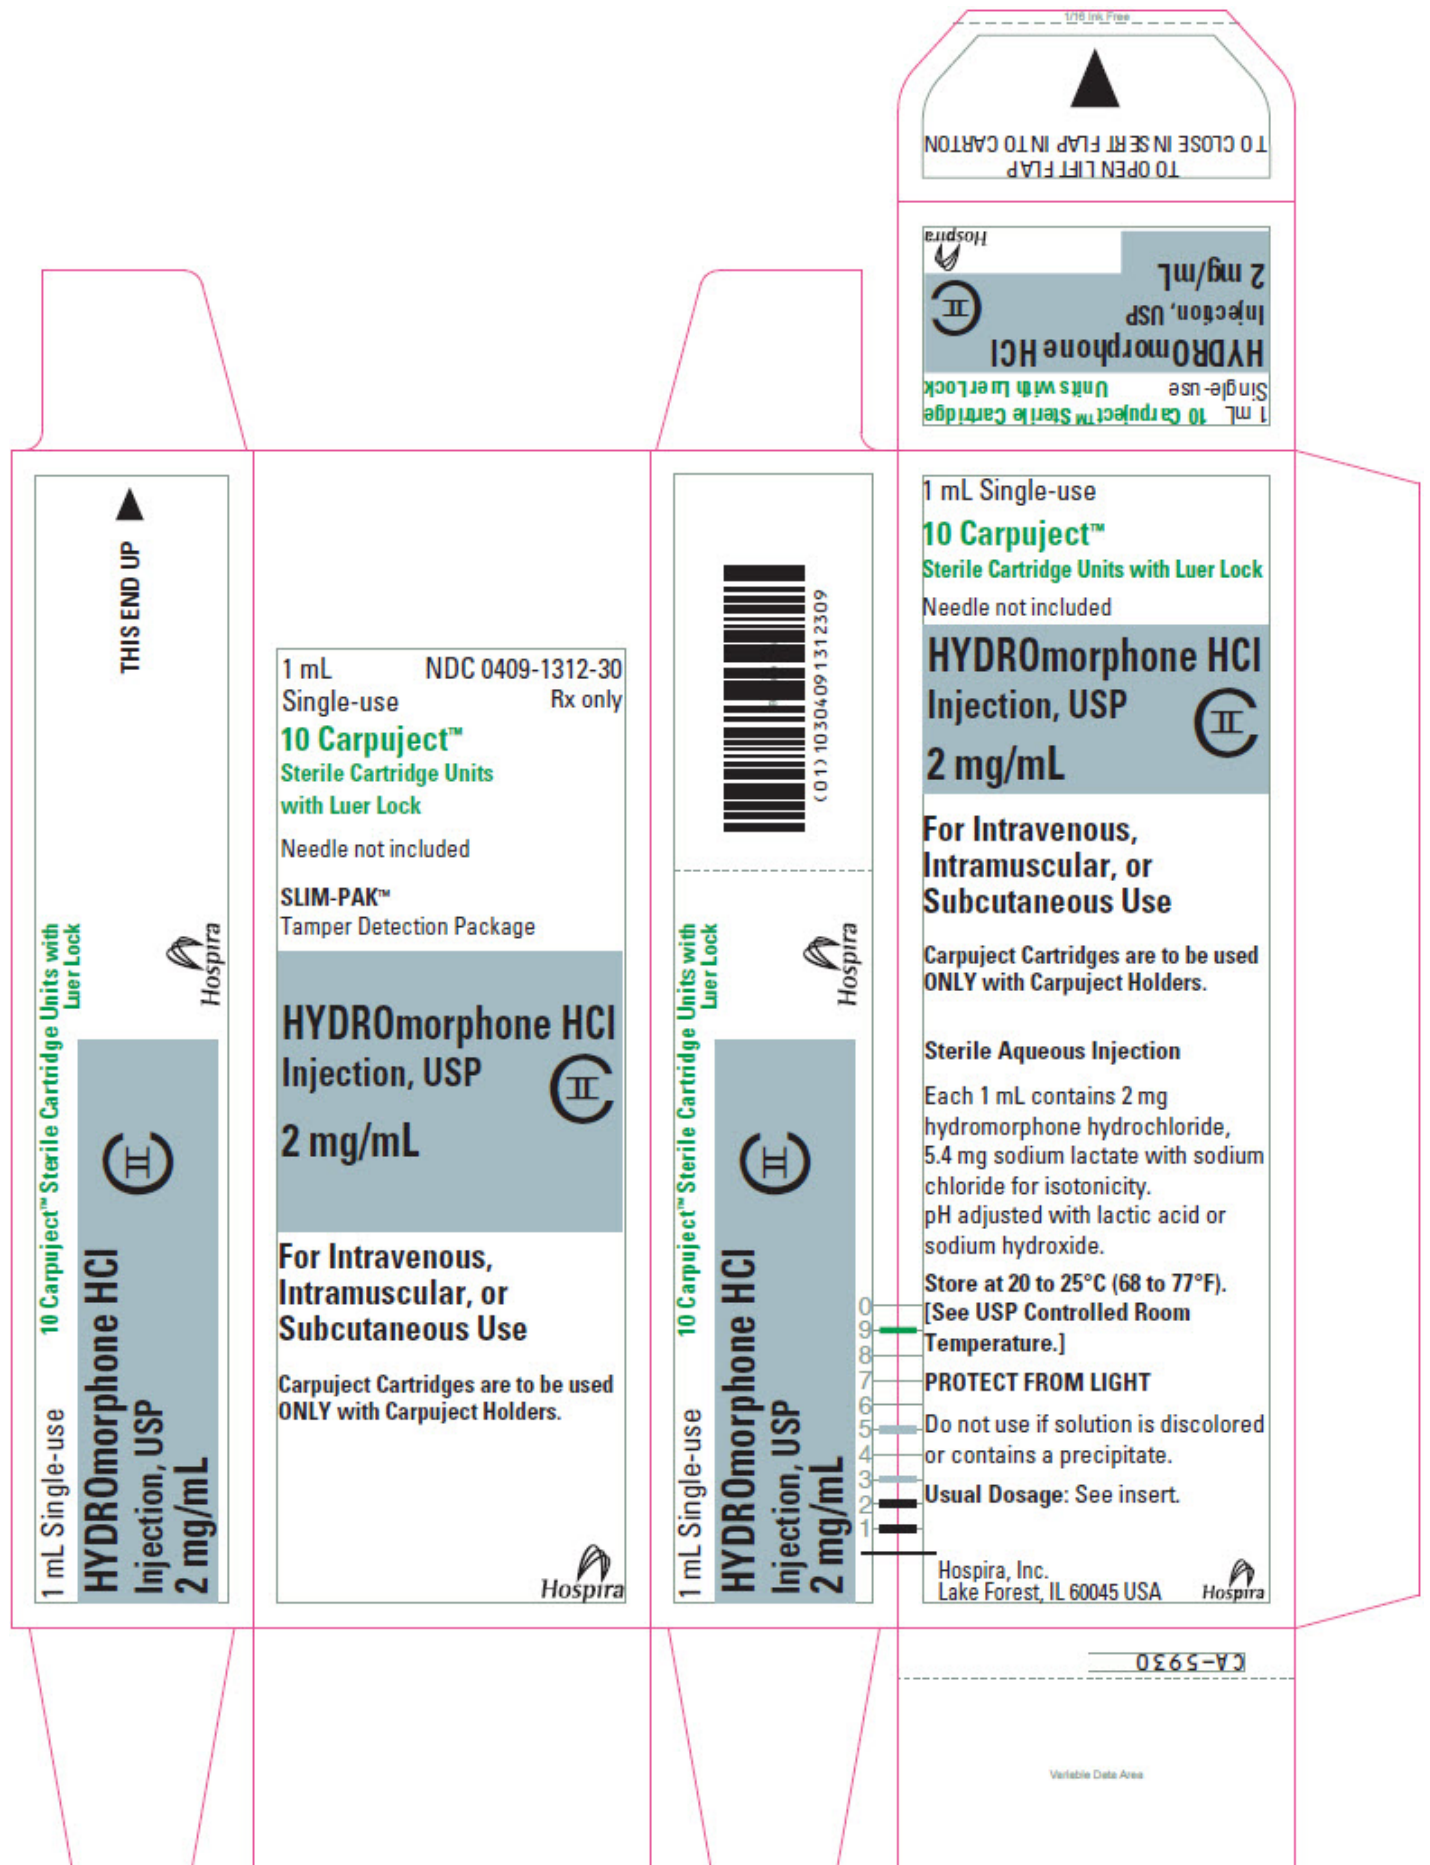 1/16 Ink Free
TO CLOSE INSERT FLAP INTO CARTON
TO OPEN LIFT FLAP
1 mL
Single-use
10 Carpuject™ Sterile Cartridge
Units with Luer Lock
HYDROmorphone HCl
Injection, USP
CII
2 mg/mL
Hospira
THIS END UP
10 Carpuject™ Sterile Cartridge Units with
Luer Lock
Hospira
1 mL Single-use
HYDROmorphone HCl
CII
Injection, USP
2 mg/mL
1 mL NDC 0409-1312-30
Single-use Rx only
10 Carpuject™
Sterile Cartridge Units
with Luer Lock
Needle not included
SLIM-PAK™
Tamper Detection Package
HYDROmorphone HCl
Injection, USP
CII
2 mg/mL
For Intravenous,
Intramuscular, or
Subcutaneous Use
Carpuject Cartridges are to be used
ONLY with Carpuject Holders.
Hospira
(01)10304091312309
10 Carpuject™ Sterile Cartridge Units with
Luer Lock
Hospira
1 mL Single-use
HYDROmorphone HCl
CII
Injection, USP
2 mg/mL
0
9
8
7
6
5
4
3
2
1
1 mL Single-use
10 Carpuject™
Sterile Cartridge Units with Luer Lock
Needle not included
HYDROmorphone HCl
Injection, USP
CII
2 mg/mL
For Intravenous,
Intramuscular, or
Subcutaneous Use
Carpuject Cartridges are to be used
ONLY with Carpuject Holders.
Sterile Aqueous Injection
Each 1 mL contains 2 mg
hydromorphone hydrochloride,
5.4 mg sodium lactate with sodium
chloride for isotonicity.
pH adjusted with lactic acid or
sodium hydroxide.
Store at 20 to 25°C (68 to 77°F).
[See USP Controlled Room
Temperature.]
PROTECT FROM LIGHT
Do not use if solution is discolored
or contains a precipitate.
Usual Dosage: See insert.
Hospira, Inc.
Lake Forest, IL 60045 USA
Hospira
CA-5930
Variable Data Area